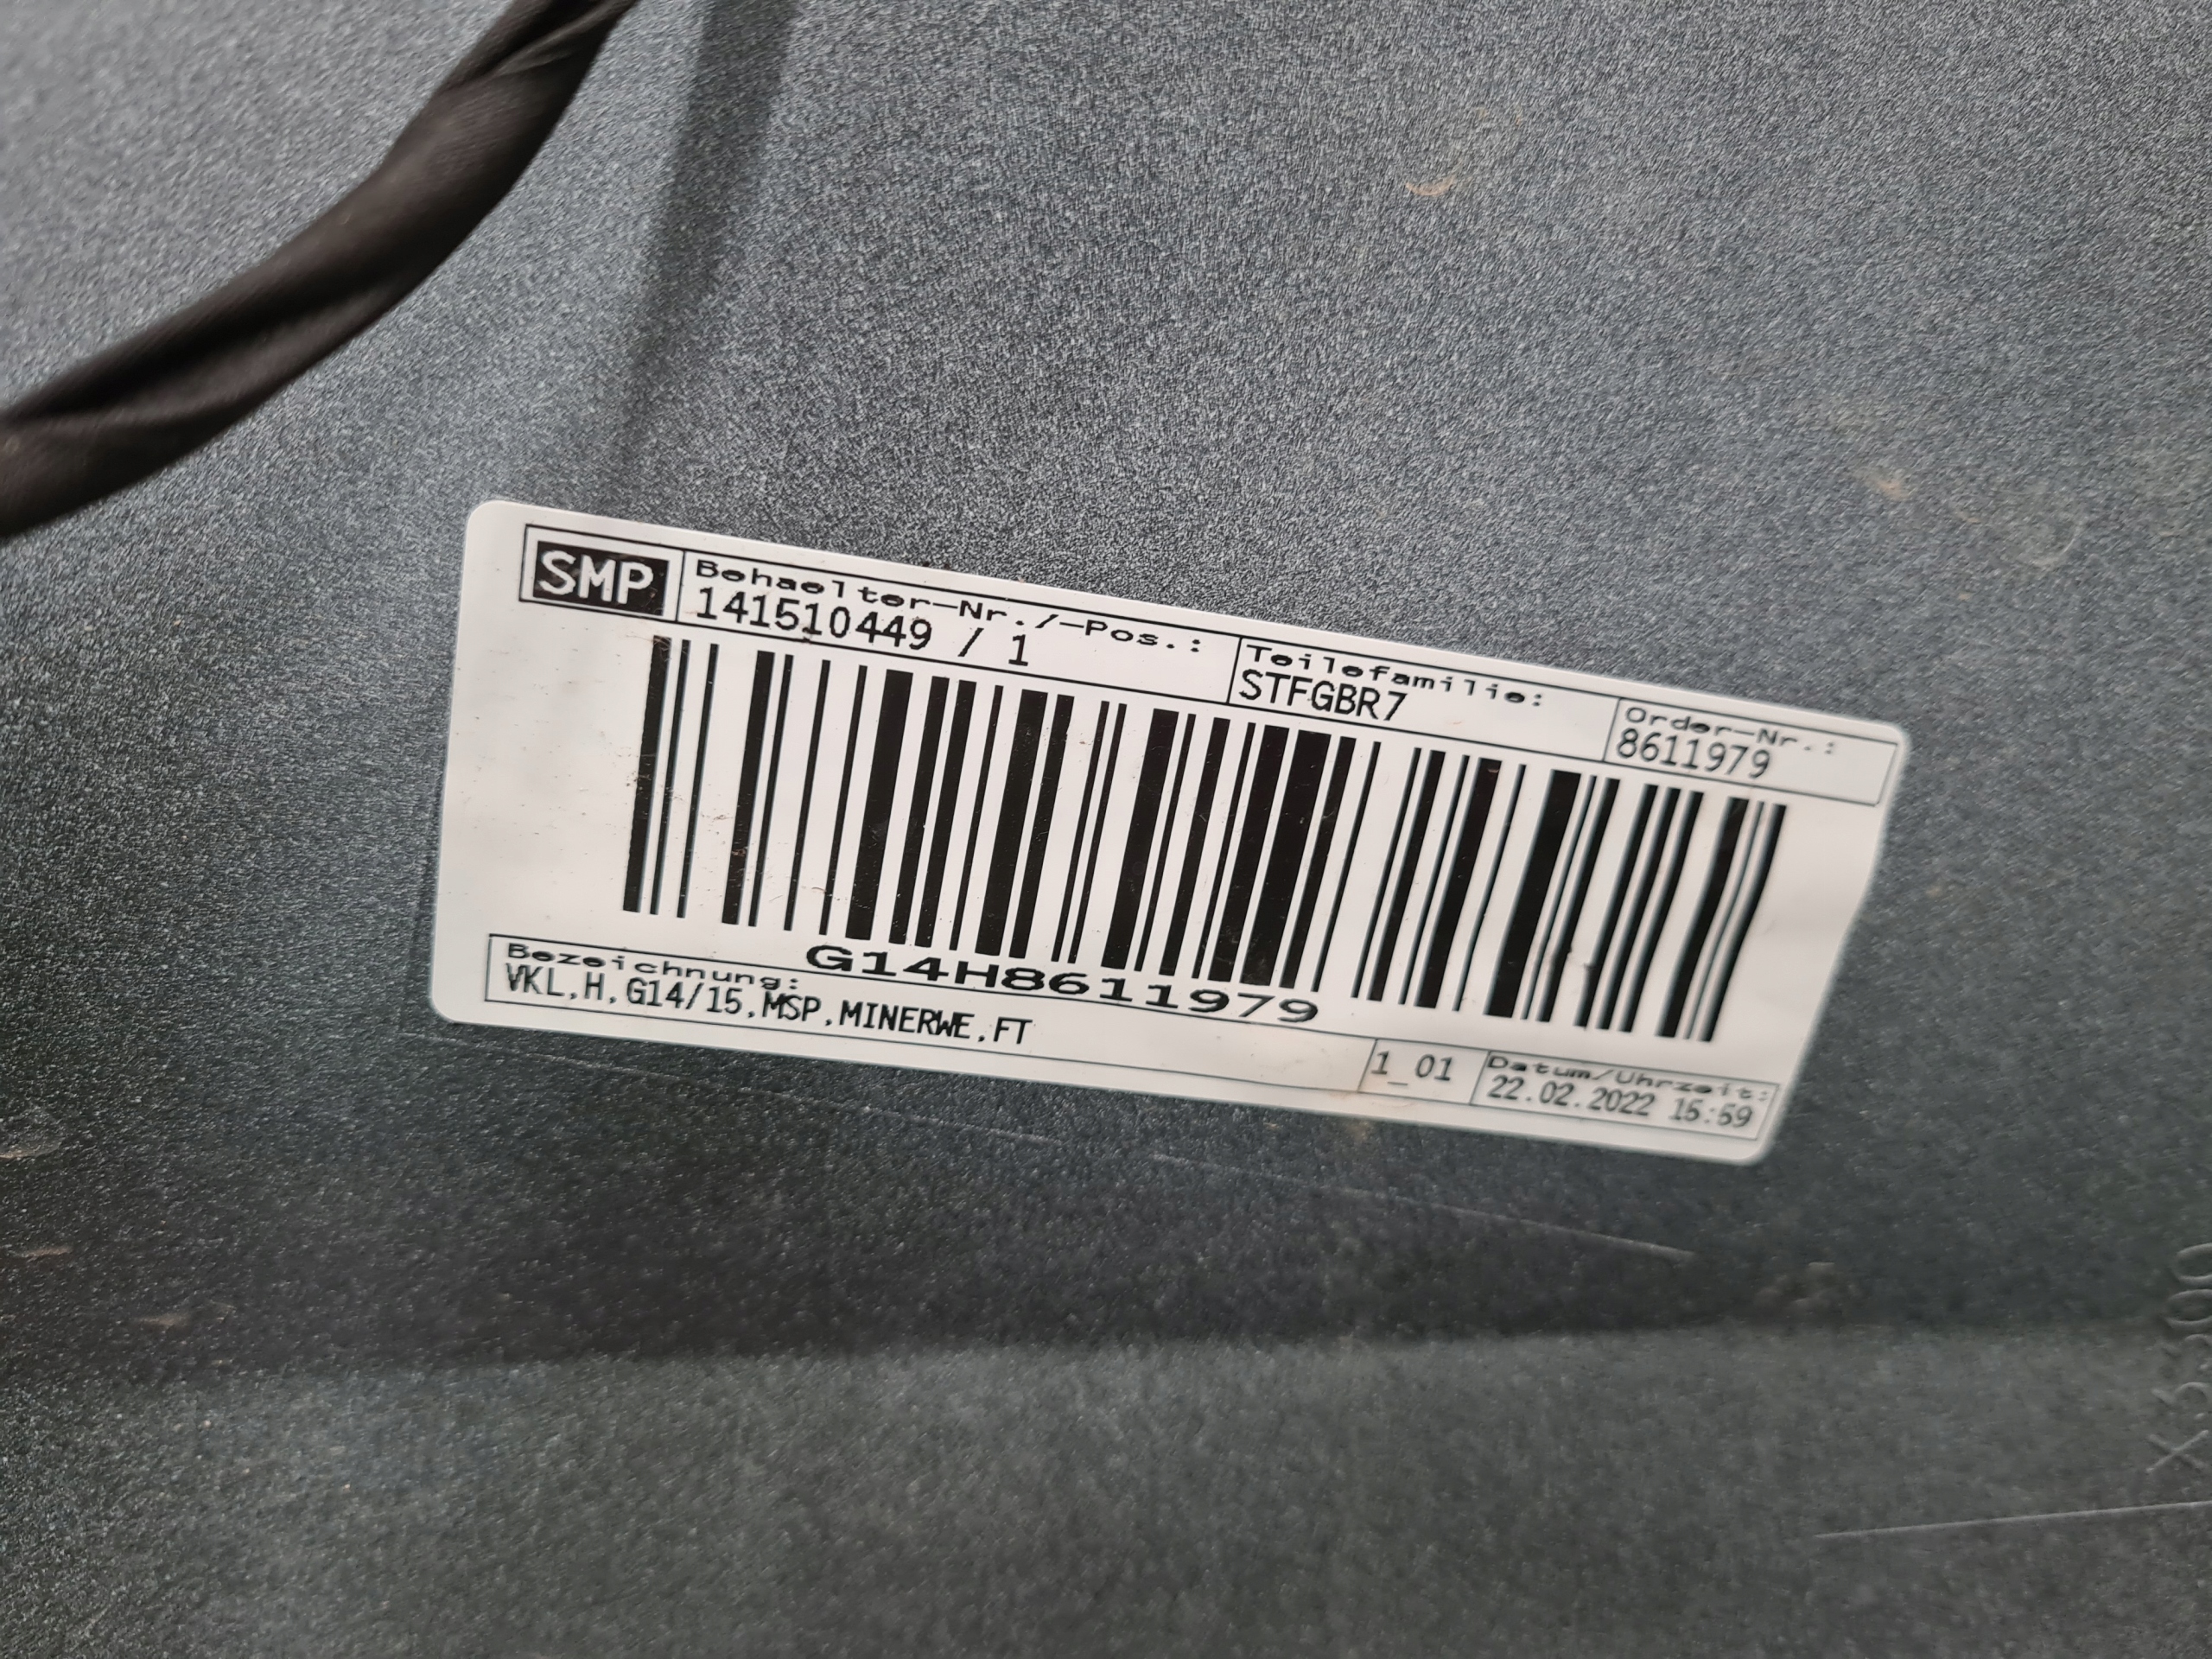 SMP
Behaelter-Nr./-Pos.:
141510449 / 1
Teilefamilie:
STFGBR7
Order-Nr.:
8611979
G14H8611979
Bezeichnung:
VKL,H,G14/15,MSP,MINERWE,FT
1_01
Datum/Uhrzeit:
22.02.2022 15:59